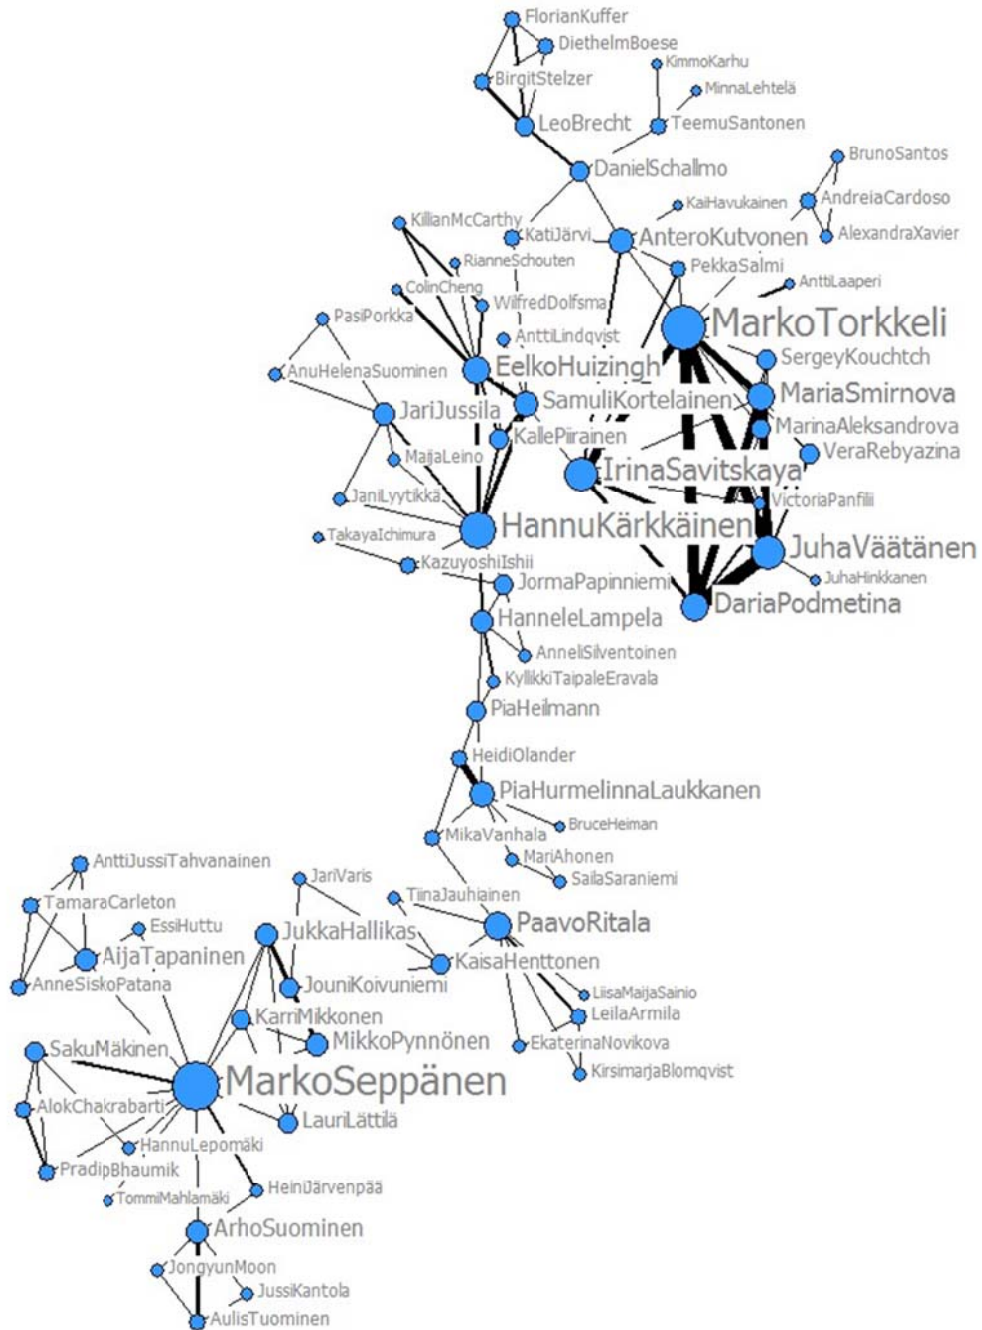 FlorianKuffer
DiethelmBoese
KimmoKarhu
BirgitStelzer
MinnaLehtelä
LeoBrecht
TeemuSantonen
BrunoSantos
DanielSchallmo
AndreiaCardoso
KaiHavukainen
KillianMcCarthy
KatiJärvi
AnteroKutvonen
AlexandraXavier
RianneSchouten
PekkaSalmi
ColinCheng
AnttiLaaperi
WilfredDolfsma
PasiPorkka
MarkoTorkkeli
AnttiLindqvist
SergeyKouchtch
EelkoHuizingh
AnuHelenaSuominen
MariaSmirnova
SamuliKortelainen
JariJussila
MarinaAleksandrova
KallePiirainen
VeraRebyazina
MaijaLeino
IrinaSavitskaya
JaniLyytikkä
VictoriaPanfilii
HannuKärkkäinen
TakayaIchimura
JuhaVäätänen
KazuyoshiIshii
JuhaHinkkanen
JormaPapinniemi
DariaPodmetina
HanneleLampela
AnneliSilventoinen
KyllikkiTaipaleEravala
PiaHeilmann
HeidiOlander
PiaHurmelinnaLaukkanen
BruceHeiman
MikaVanhala
MariAhonen
AnttiJussiTahvanainen
JariVaris
SailaSaraniemi
TiinaJauhiainen
TamaraCarleton
EssiHuttu
PaavoRitala
JukkaHallikas
AijaTapaninen
KaisaHenttonen
AnneSiskoPatana
JouniKoivuniemi
LiisaMaijaSainio
LeilaArmila
KarriMikkonen
MikkoPynnönen
EkaterinaNovikova
SakuMäkinen
KirsimarjaBlomqvist
MarkoSeppänen
AlokChakrabarti
LauriLättilä
HannuLepomäki
PradipBhaumik
HeiniJärvenpää
TommiMahlamäki
ArhoSuominen
JongyunMoon
JussiKantola
AulisTuominen